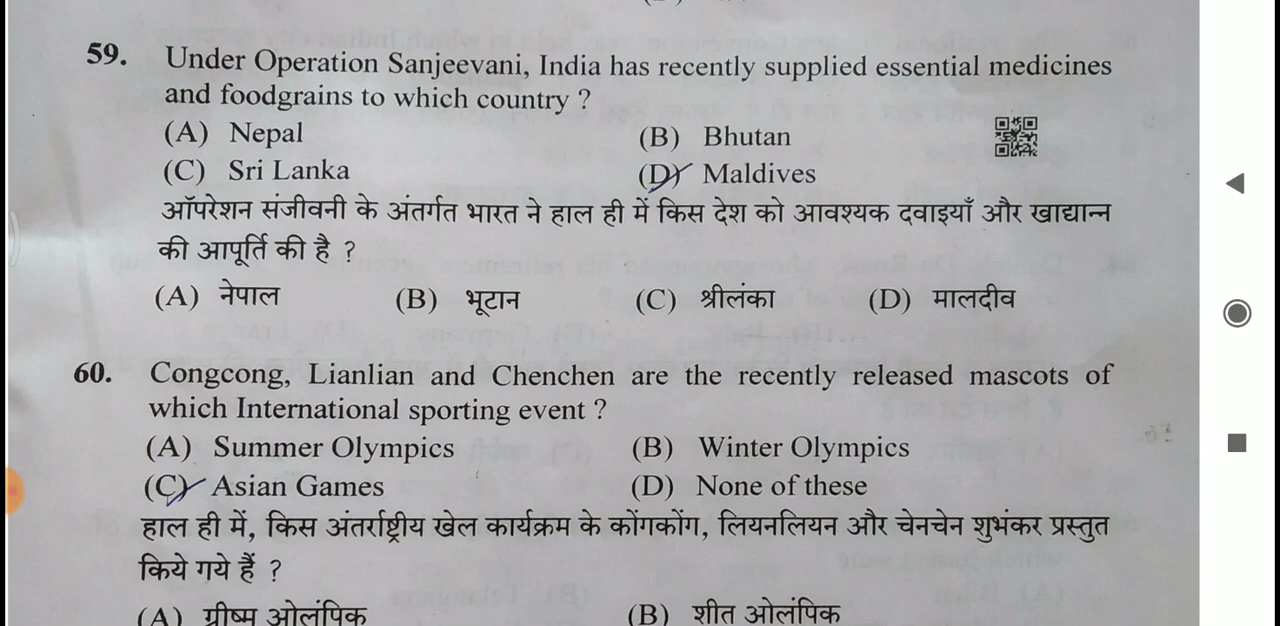 59. Under Operation Sanjeevani, India has recently supplied essential medicines
and foodgrains to which country ?
(A) Nepal (B) Bhutan
(C) Sri Lanka (D) Maldives
ऑपरेशन संजीवनी के अंतर्गत भारत ने हाल ही में किस देश को आवश्यक दवाइयाँ और खाद्यान्न
की आपूर्ति की है ?
(A) नेपाल (B) भूटान (C) श्रीलंका (D) मालदीव
60. Congcong, Lianlian and Chenchen are the recently released mascots of
which International sporting event ?
(A) Summer Olympics (B) Winter Olympics
(C) Asian Games (D) None of these
हाल ही में, किस अंतर्राष्ट्रीय खेल कार्यक्रम के कोंगकोंग, लियनलियन और चेनचेन शुभंकर प्रस्तुत
किये गये हैं ?
(A) ग्रीष्म ओलंपिक (B) शीत ओलंपिक